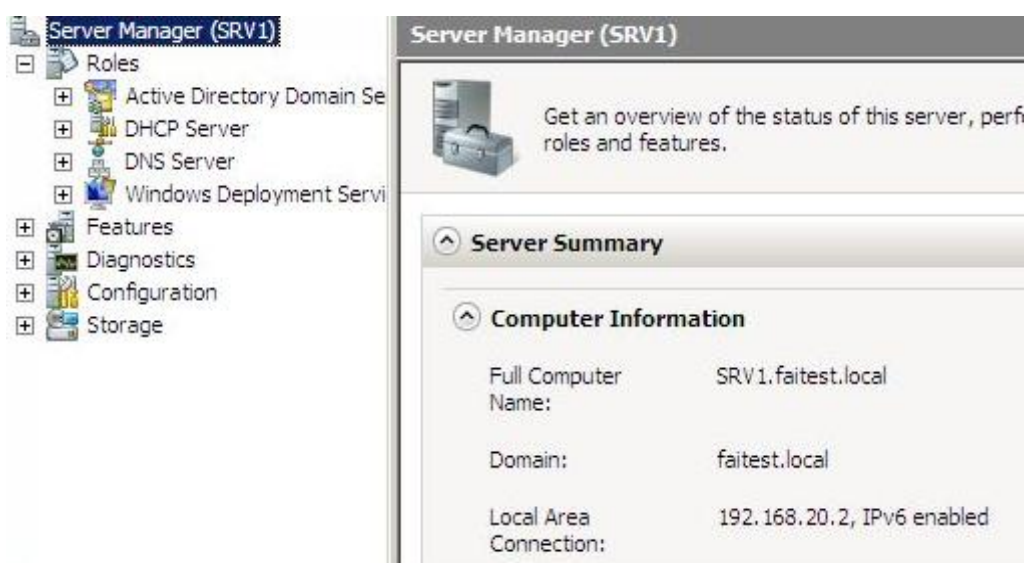 Server Manager (SRV1)
Roles
Active Directory Domain Se
DHCP Server
DNS Server
Windows Deployment Servi
Features
Diagnostics
Configuration
Storage
Server Manager (SRV1)
Get an overview of the status of this server, perfo
roles and features.
Server Summary
Computer Information
Full Computer
Name:
SRV1.faitest.local
Domain:
faitest.local
Local Area
Connection:
192.168.20.2, IPv6 enabled